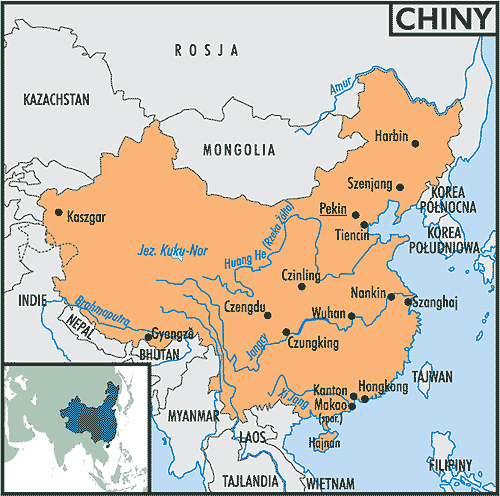 CHINY
ROSJA
KAZACHSTAN
Amur
MONGOLIA
Harbin
Szenjang
KOREA
PÓŁNOCNA
Pekin
Tiencin
KOREA
POŁUDNIOWA
Kaszgar
Jez. Kuku-Nor
Huang He (Rzeka Żółta)
Czinling
Nankin
Szanghaj
INDIE
Brahmaputra
NEPAL
Gyangzê
BHUTAN
Czengdu
Wuhan
Jangcy
Czungking
Xi Jang
Kanton
Hongkong
Makao
(spor.)
TAJWAN
MYANMAR
LAOS
Hajnan
TAJLANDIA
WIETNAM
FILIPINY